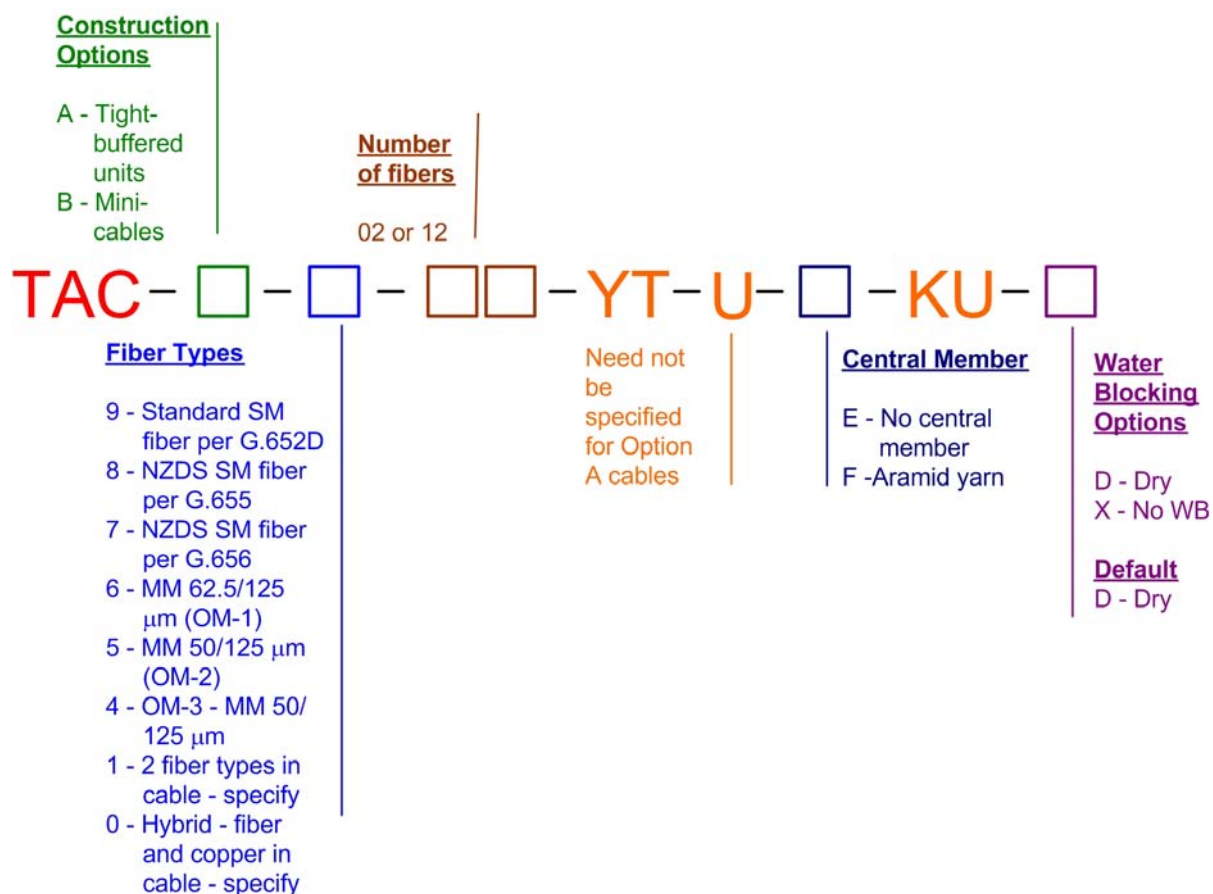 Construction
Options
A - Tight-
buffered
units
B - Mini-
cables
Number
of fibers
02 or 12
TAC – □ – □ – □□ – YT – U – □ – KU – □
Fiber Types
9 - Standard SM
fiber per G.652D
8 - NZDS SM fiber
per G.655
7 - NZDS SM fiber
per G.656
6 - MM 62.5/125
μm (OM-1)
5 - MM 50/125 μm
(OM-2)
4 - OM-3 - MM 50/
125 μm
1 - 2 fiber types in
cable - specify
0 - Hybrid - fiber
and copper in
cable - specify
Need not
be
specified
for Option
A cables
Central Member
E - No central
member
F -Aramid yarn
Water
Blocking
Options
D - Dry
X - No WB
Default
D - Dry